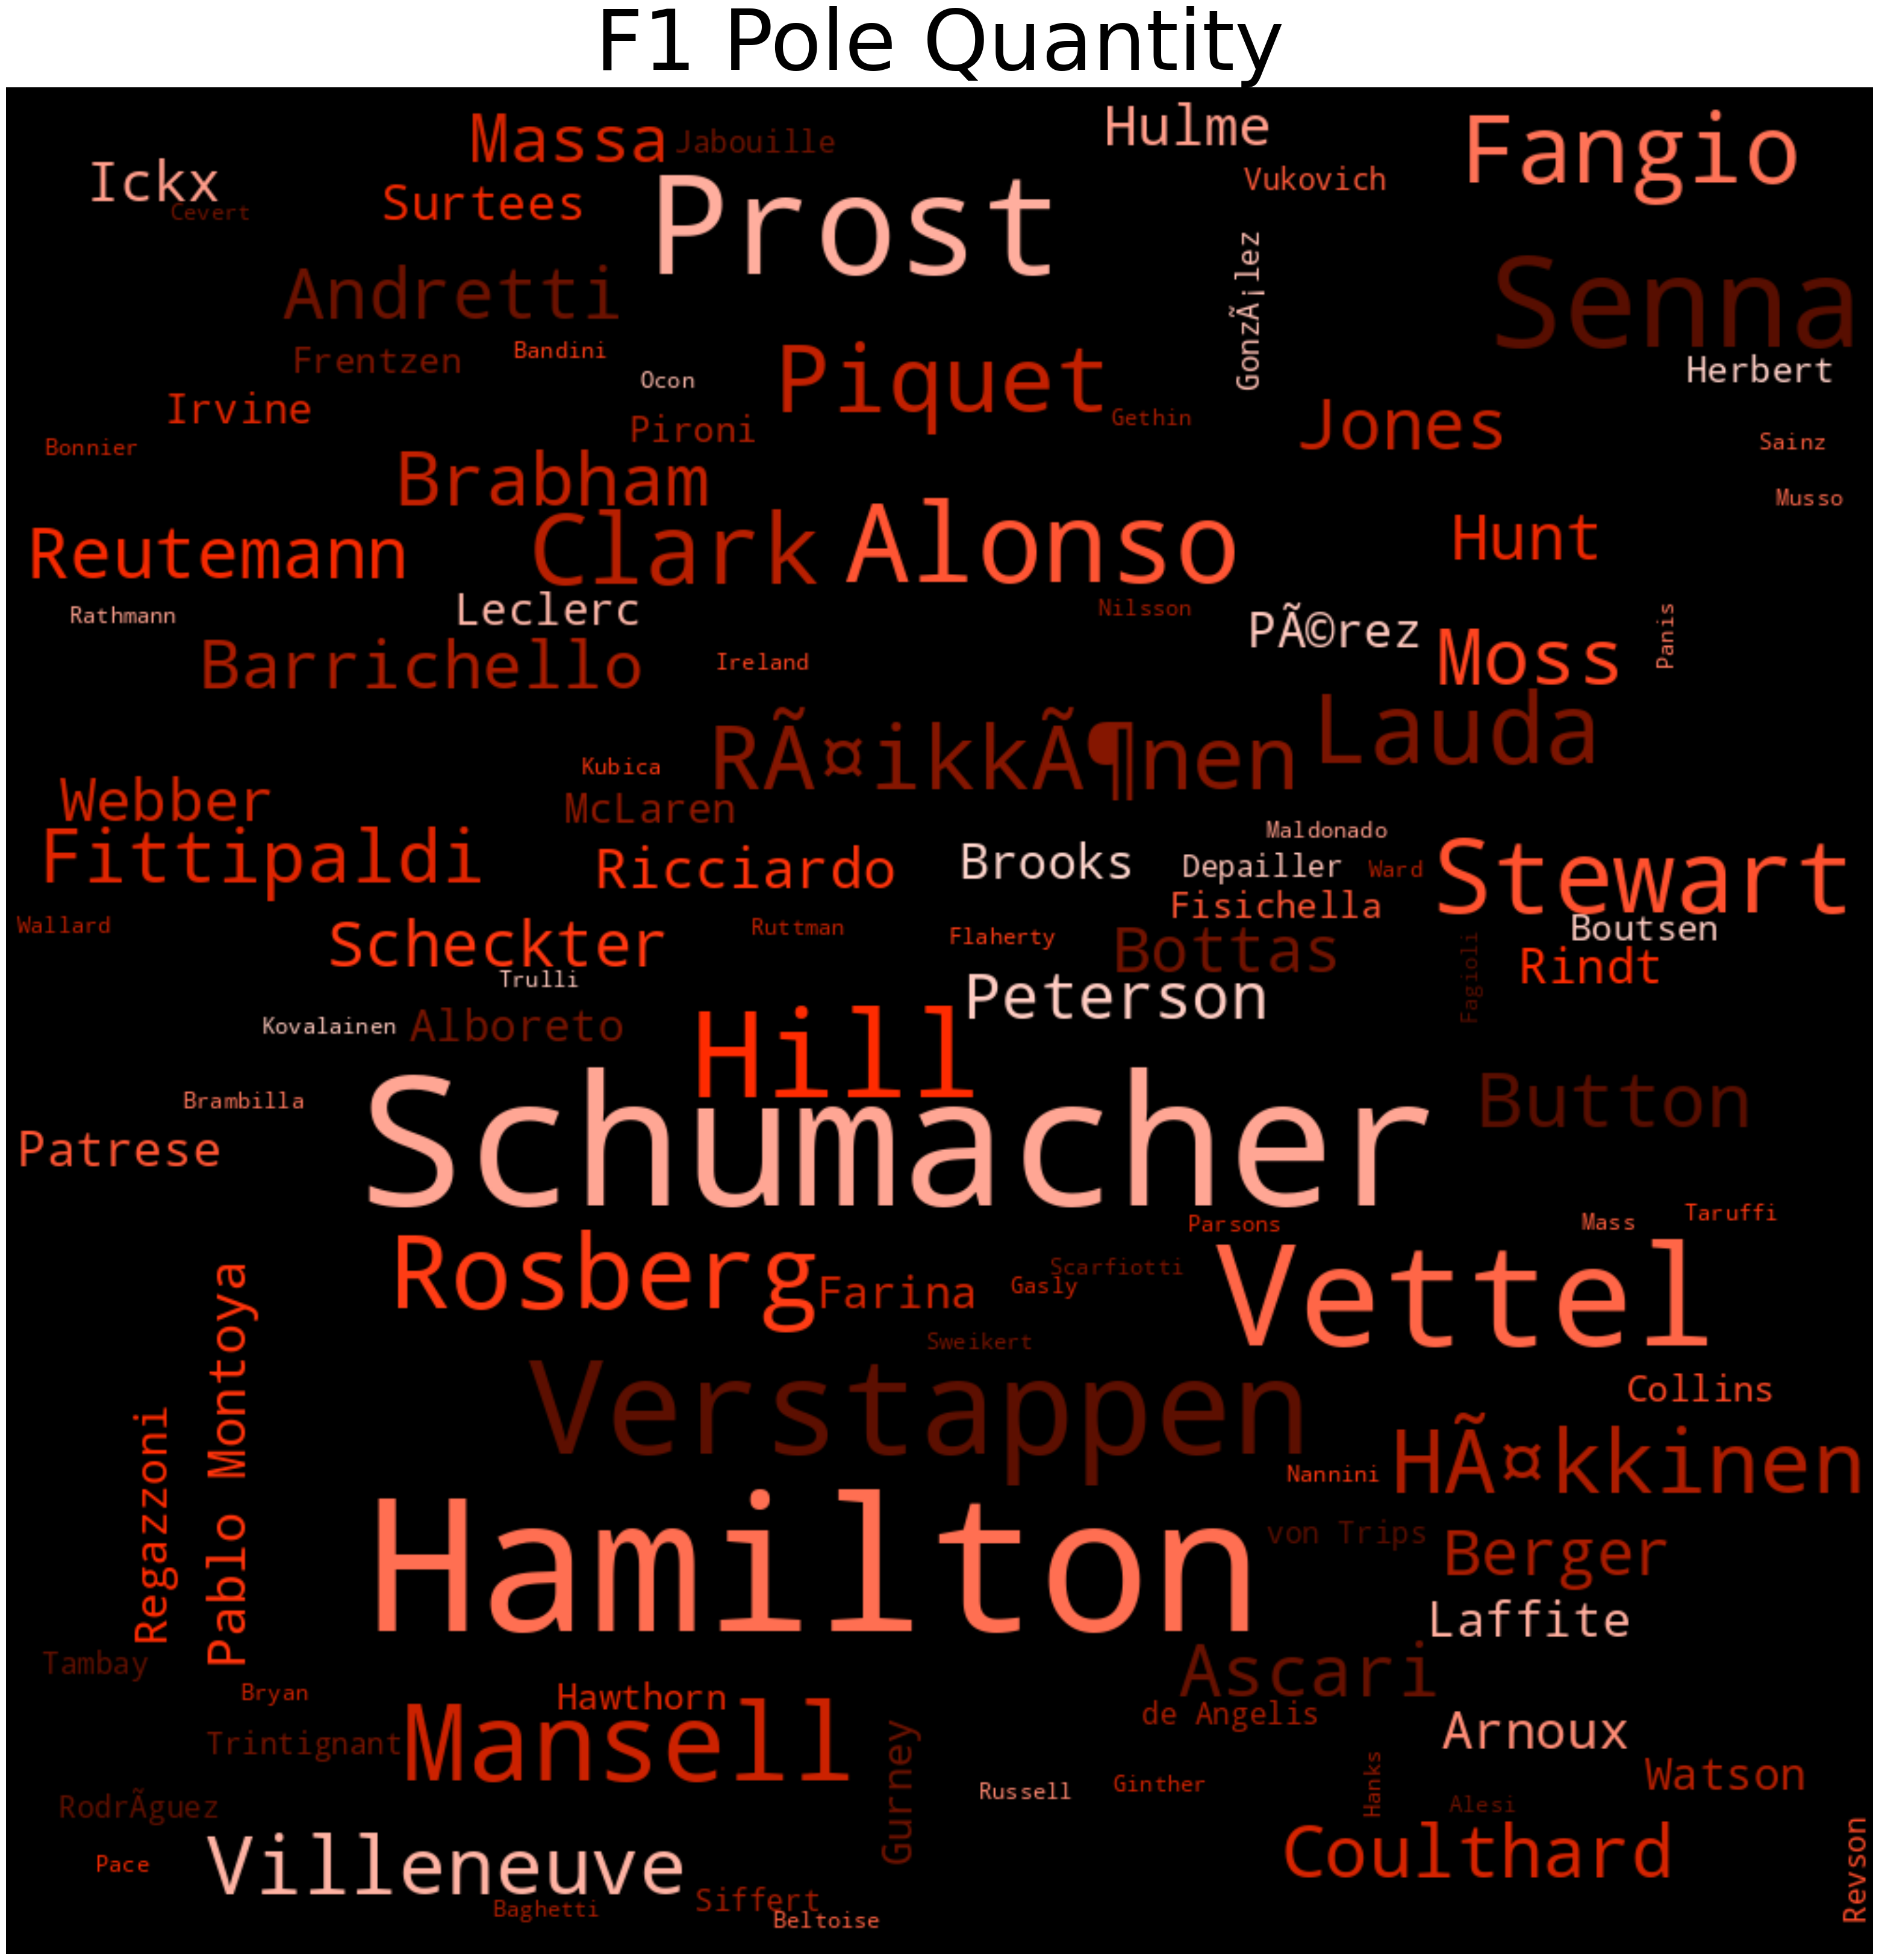 F1 Pole Quantity
Massa
Jabouille
Hulme
Fangio
Ickx
Cevert
Surtees
Prost
Vukovich
GonzÃ¡lez
Andretti
Senna
Frentzen
Bandini
Ocon
Piquet
Herbert
Irvine
Pironi
Gethin
Jones
Bonnier
Sainz
Brabham
Musso
Reutemann
Clark
Alonso
Hunt
Rathmann
Leclerc
Nilsson
PÃ©rez
Moss
Panis
Barrichello
Ireland
Lauda
Kubica
RÃ¤ikkÃ¶nen
Webber
McLaren
Fittipaldi
Ricciardo
Brooks
Maldonado
Depailler
Ward
Stewart
Fisichella
Wallard
Scheckter
Ruttman
Flaherty
Bottas
Boutsen
Fagioli
Rindt
Trulli
Peterson
Kovalainen
Alboreto
Hill
Brambilla
Schumacher
Button
Patrese
Parsons
Mass
Taruffi
Rosberg
Farina
Scarfiotti
Gasly
Vettel
Pablo Montoya
Regazzoni
Sweikert
Verstappen
Collins
Nannini
HÃ¤kkinen
Hamilton
von Trips
Berger
Laffite
Tambay
Ascari
Bryan
Hawthorn
Mansell
de Angelis
Arnoux
Trintignant
Gurney
Russell
Ginther
Hanks
Watson
RodrÃ­guez
Alesi
Pace
Villeneuve
Coulthard
Revson
Baghetti
Siffert
Beltoise